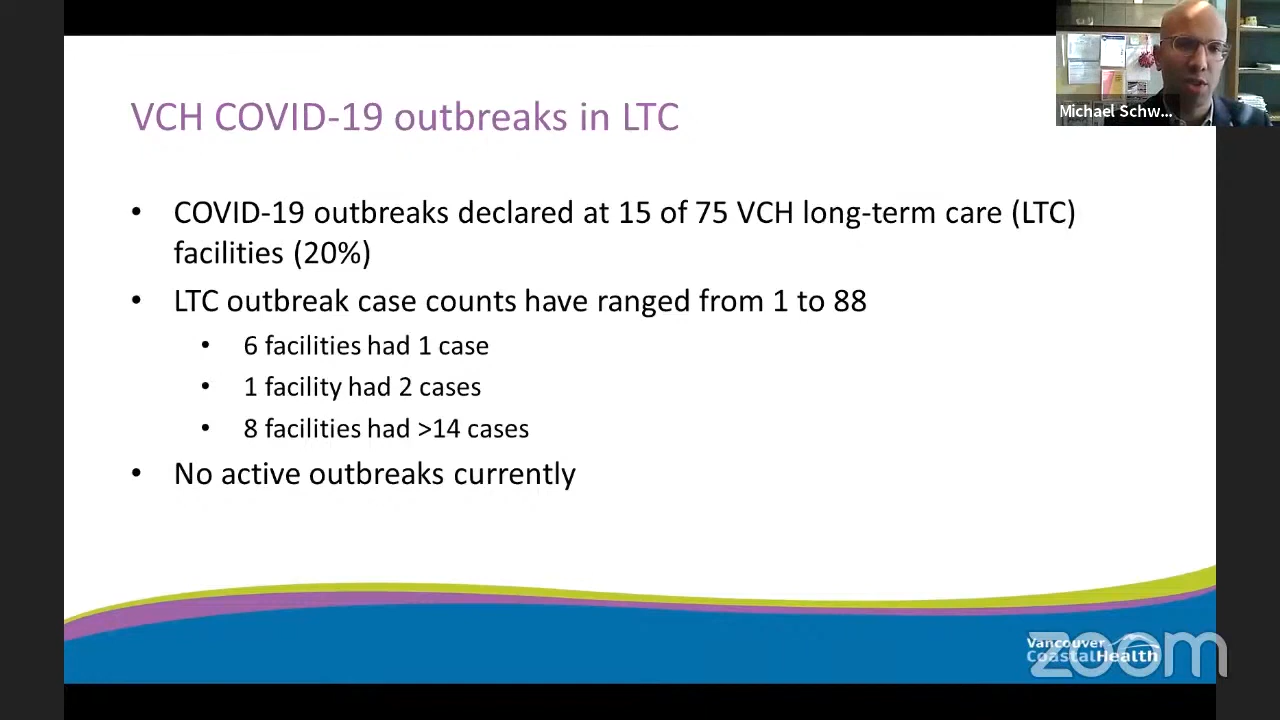 VCH COVID-19 outbreaks in LTC
Michael Schw...
• COVID-19 outbreaks declared at 15 of 75 VCH long-term care (LTC)
facilities (20%)
• LTC outbreak case counts have ranged from 1 to 88
• 6 facilities had 1 case
• 1 facility had 2 cases
• 8 facilities had >14 cases
• No active outbreaks currently
Vancouver
CoastalHealth
zoom